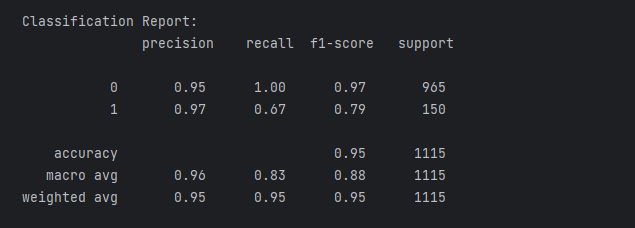 Classification Report:
precision recall f1-score support
0 0.95 1.00 0.97 965
1 0.97 0.67 0.79 150
accuracy 0.95 1115
macro avg 0.96 0.83 0.88 1115
weighted avg 0.95 0.95 0.95 1115